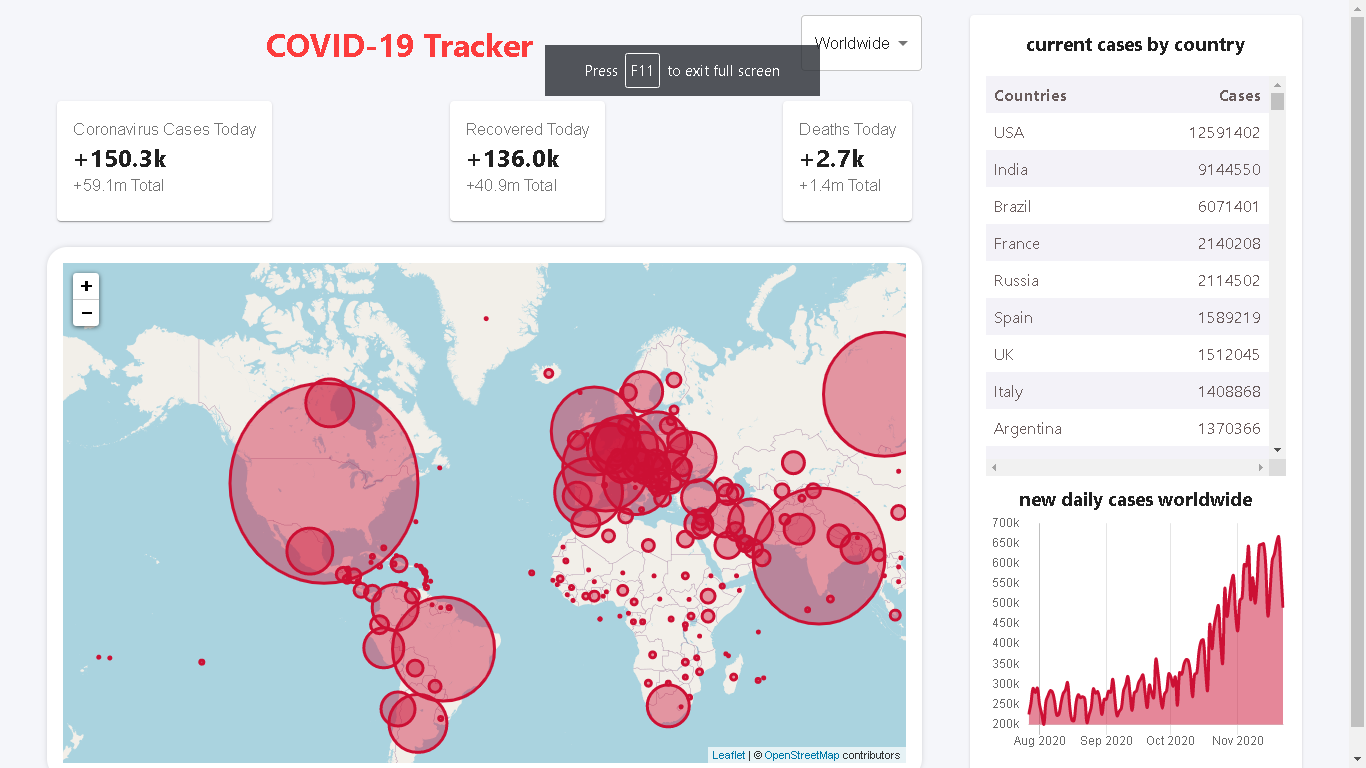 COVID-19 Tracker
Worldwide
Press F11 to exit full screen
Coronavirus Cases Today
+150.3k
+59.1m Total
Recovered Today
+136.0k
+40.9m Total
Deaths Today
+2.7k
+1.4m Total
+
−
Leaflet | © OpenStreetMap contributors
current cases by country
Countries Cases
USA 12591402
India 9144550
Brazil 6071401
France 2140208
Russia 2114502
Spain 1589219
UK 1512045
Italy 1408868
Argentina 1370366
new daily cases worldwide
700k
650k
600k
550k
500k
450k
400k
350k
300k
250k
200k
Aug 2020 Sep 2020 Oct 2020 Nov 2020